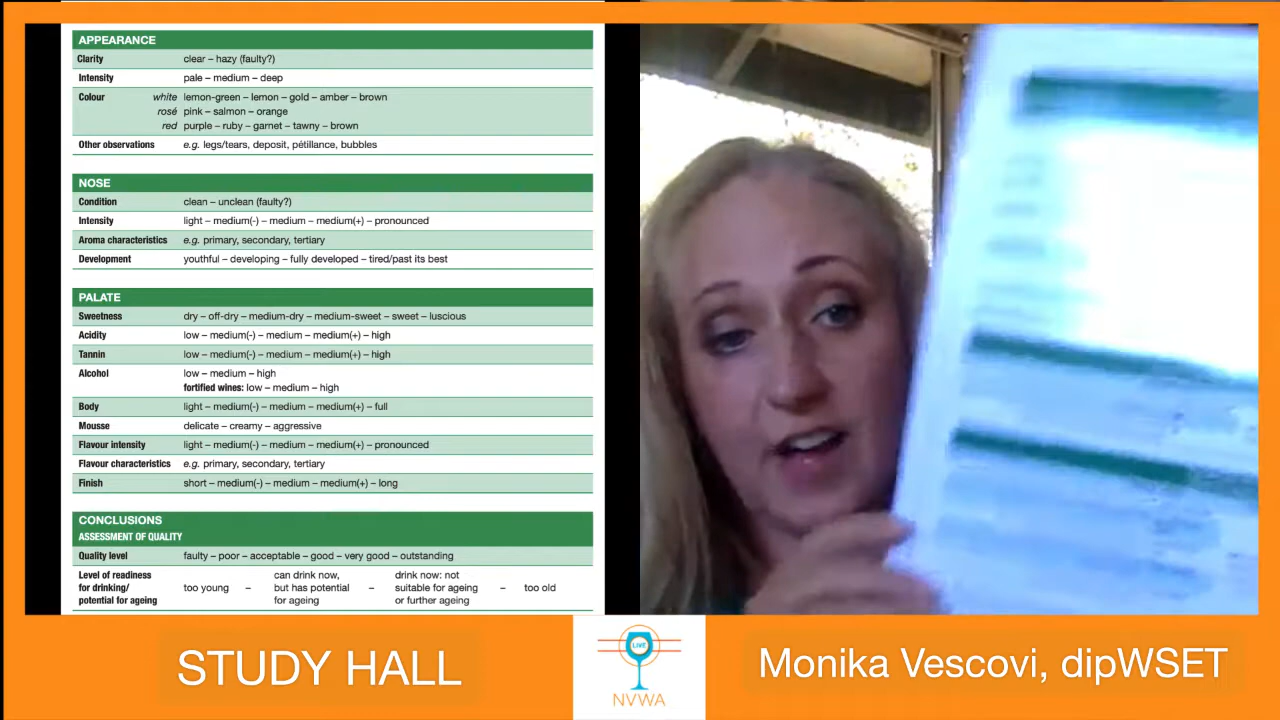 APPEARANCE
Clarity clear – hazy (faulty?)
Intensity pale – medium – deep
Colour white lemon-green – lemon – gold – amber – brown
rosé pink – salmon – orange
red purple – ruby – garnet – tawny – brown
Other observations e.g. legs/tears, deposit, pétillance, bubbles
NOSE
Condition clean – unclean (faulty?)
Intensity light – medium(-) – medium – medium(+) – pronounced
Aroma characteristics e.g. primary, secondary, tertiary
Development youthful – developing – fully developed – tired/past its best
PALATE
Sweetness dry – off-dry – medium-dry – medium-sweet – sweet – luscious
Acidity low – medium(-) – medium – medium(+) – high
Tannin low – medium(-) – medium – medium(+) – high
Alcohol low – medium – high
fortified wines: low – medium – high
Body light – medium(-) – medium – medium(+) – full
Mousse delicate – creamy – aggressive
Flavour intensity light – medium(-) – medium – medium(+) – pronounced
Flavour characteristics e.g. primary, secondary, tertiary
Finish short – medium(-) – medium – medium(+) – long
CONCLUSIONS
ASSESSMENT OF QUALITY
Quality level faulty – poor – acceptable – good – very good – outstanding
Level of readiness can drink now, drink now: not
for drinking/ too young – but has potential – suitable for ageing – too old
potential for ageing for ageing or further ageing
STUDY HALL
LIVE
NVWA
Monika Vescovi, dipWSET